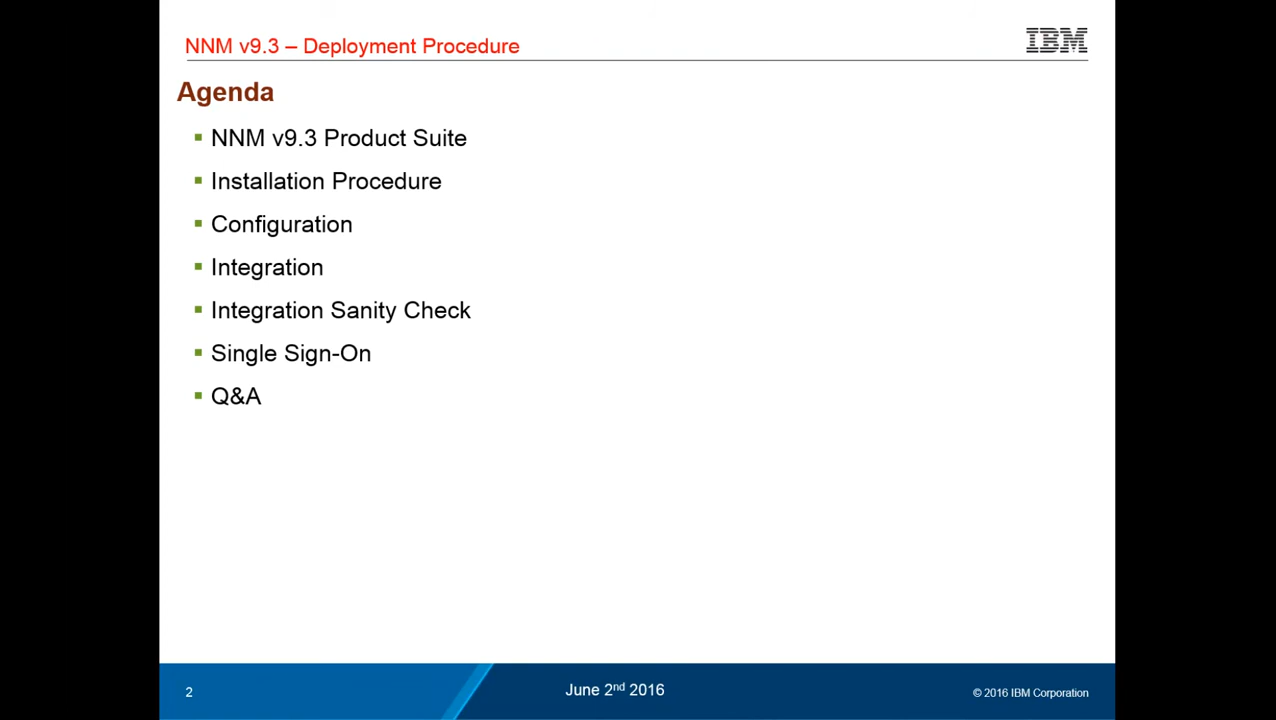 NNM v9.3 – Deployment Procedure
IBM
Agenda
▪ NNM v9.3 Product Suite
▪ Installation Procedure
▪ Configuration
▪ Integration
▪ Integration Sanity Check
▪ Single Sign-On
▪ Q&A
2
June 2nd 2016
© 2016 IBM Corporation